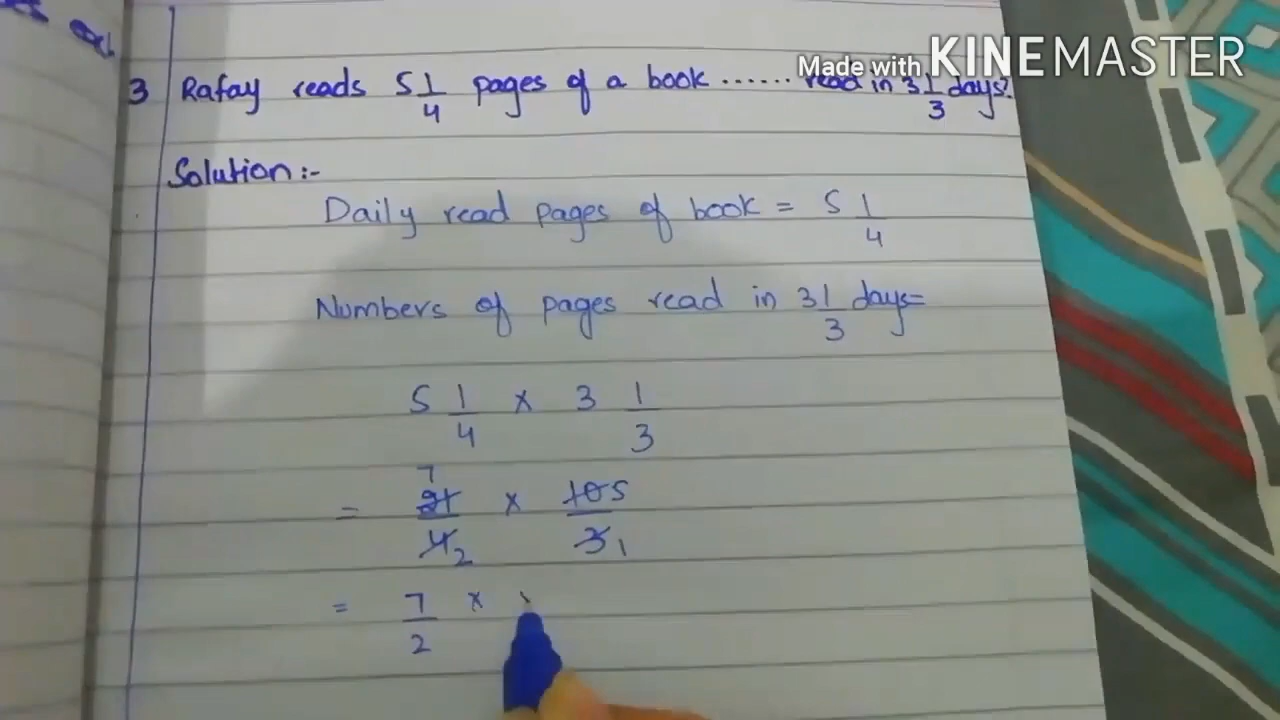 Made with KINEMASTER
3 Rafay reads 5 1/4 pages of a book ...... read in 3 1/3 days?
Solution :-
Daily read pages of book = 5 1/4
Numbers of pages read in 3 1/3 days=
5 1/4 × 3 1/3
7
= 21/4 2 × 10 5/3 1
= 7/2 ×